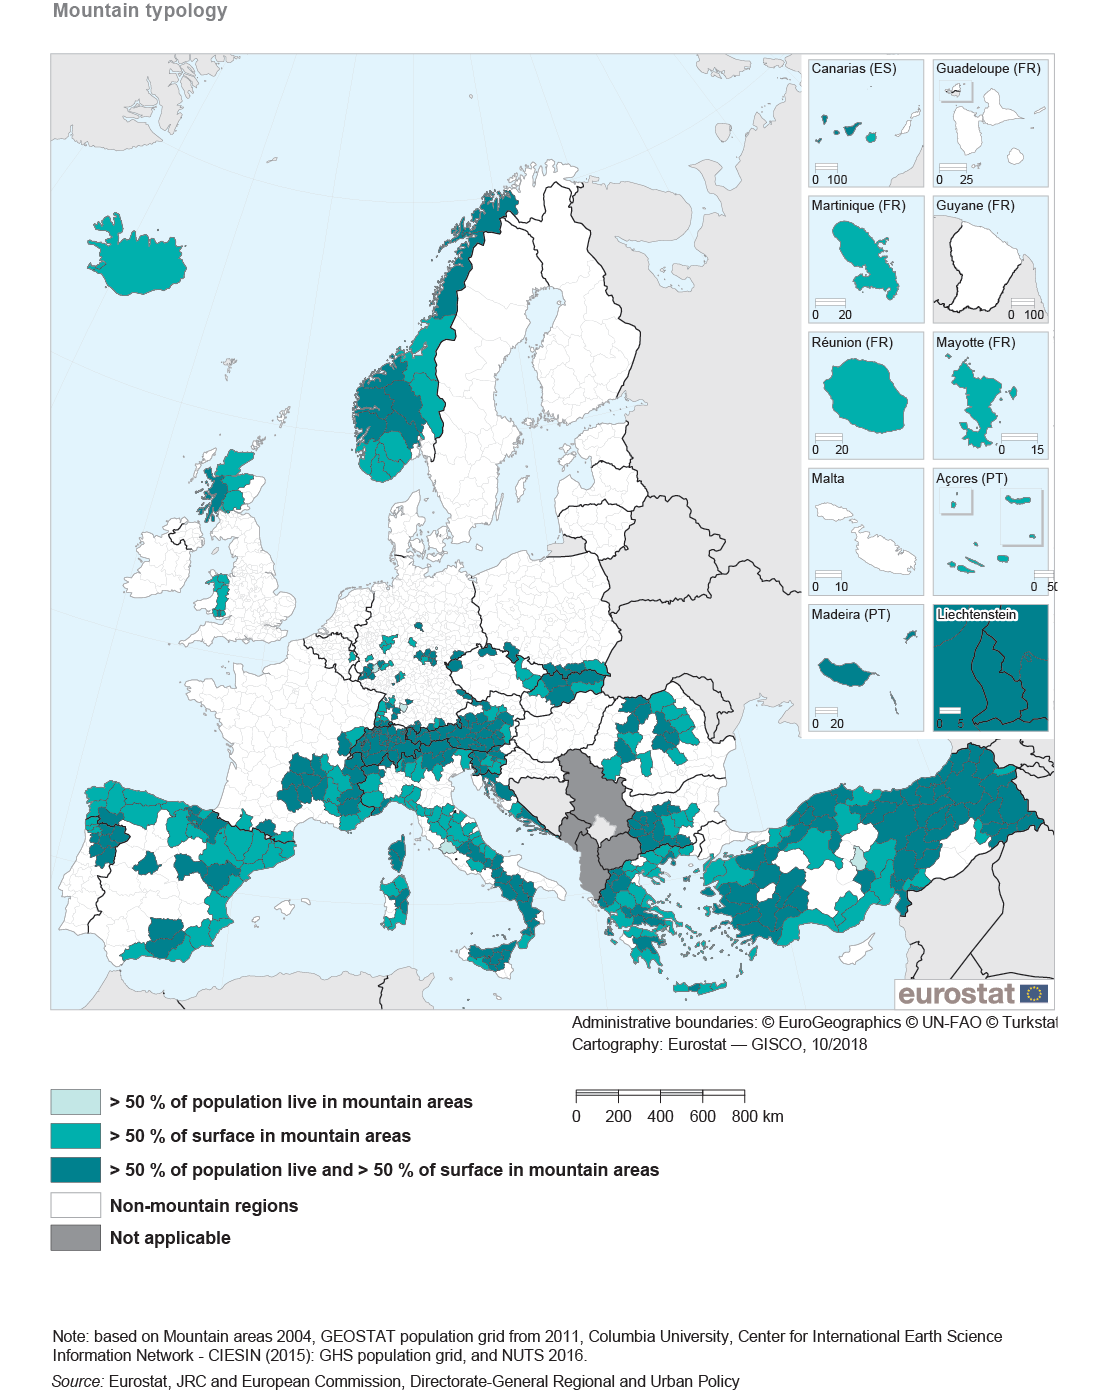 Mountain typology
Canarias (ES)
0 100
Guadeloupe (FR)
0 25
Martinique (FR)
0 20
Guyane (FR)
0 100
Réunion (FR)
0 20
Mayotte (FR)
0 15
Malta
0 10
Açores (PT)
0 50
Madeira (PT)
0 20
Liechtenstein
0 5
eurostat
Administrative boundaries: © EuroGeographics © UN-FAO © Turkstat
Cartography: Eurostat — GISCO, 10/2018
> 50 % of population live in mountain areas
> 50 % of surface in mountain areas
> 50 % of population live and > 50 % of surface in mountain areas
Non-mountain regions
Not applicable
0 200 400 600 800 km
Note: based on Mountain areas 2004, GEOSTAT population grid from 2011, Columbia University, Center for International Earth Science
Information Network - CIESIN (2015): GHS population grid, and NUTS 2016.
Source: Eurostat, JRC and European Commission, Directorate-General Regional and Urban Policy